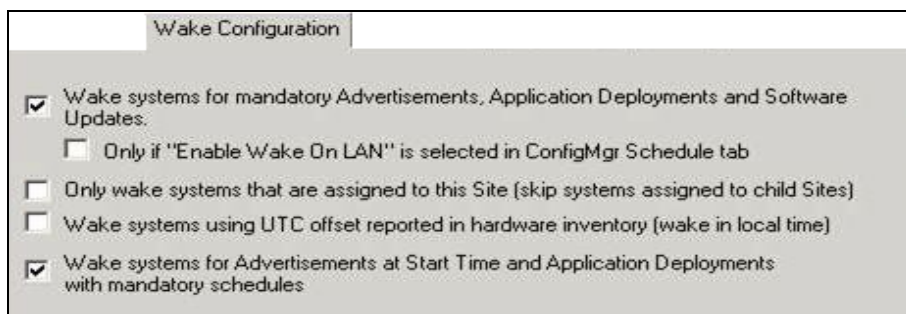 Wake Configuration
Wake systems for mandatory Advertisements, Application Deployments and Software
Updates.
Only if "Enable Wake On LAN" is selected in ConfigMgr Schedule tab
Only wake systems that are assigned to this Site (skip systems assigned to child Sites)
Wake systems using UTC offset reported in hardware inventory (wake in local time)
Wake systems for Advertisements at Start Time and Application Deployments
with mandatory schedules